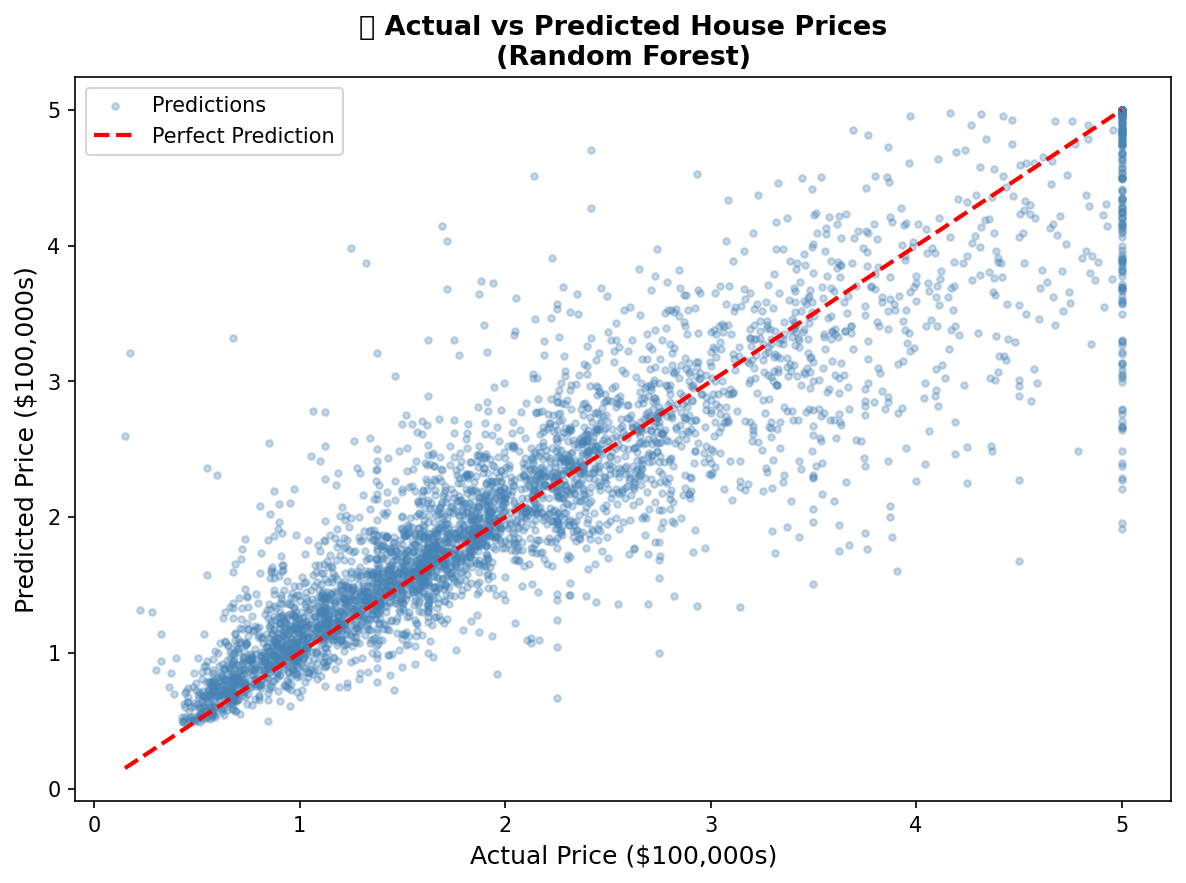 Actual vs Predicted House Prices
(Random Forest)
Predictions
Perfect Prediction
Predicted Price ($100,000s)
5
4
3
2
1
0
0 1 2 3 4 5
Actual Price ($100,000s)